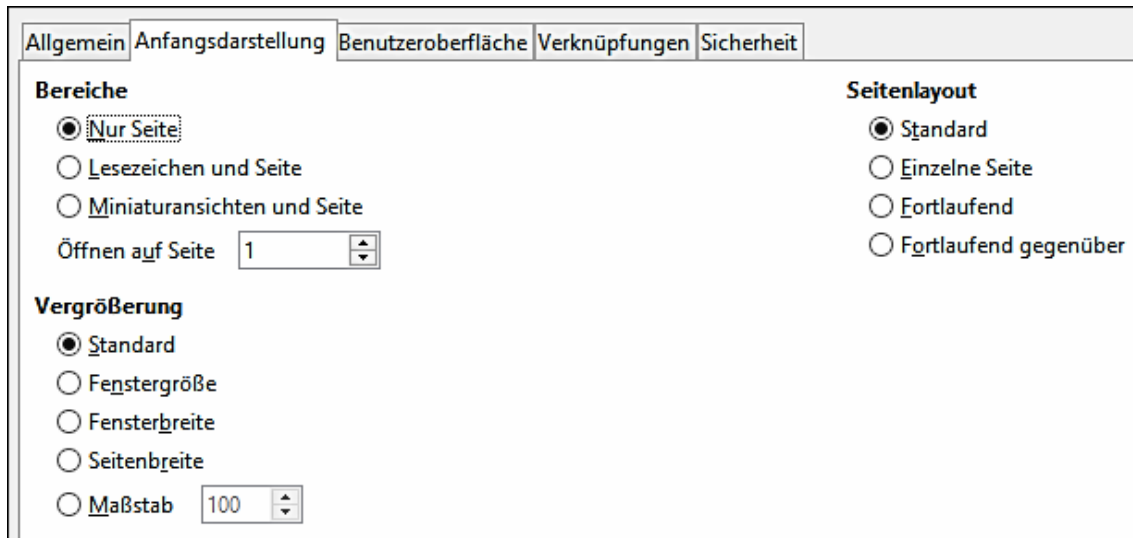 Allgemein Anfangsdarstellung Benutzeroberfläche Verknüpfungen Sicherheit
Bereiche
Nur Seite
Lesezeichen und Seite
Miniaturansichten und Seite
Öffnen auf Seite 1
Vergrößerung
Standard
Fenstergröße
Fensterbreite
Seitenbreite
Maßstab 100
Seitenlayout
Standard
Einzelne Seite
Fortlaufend
Fortlaufend gegenüber